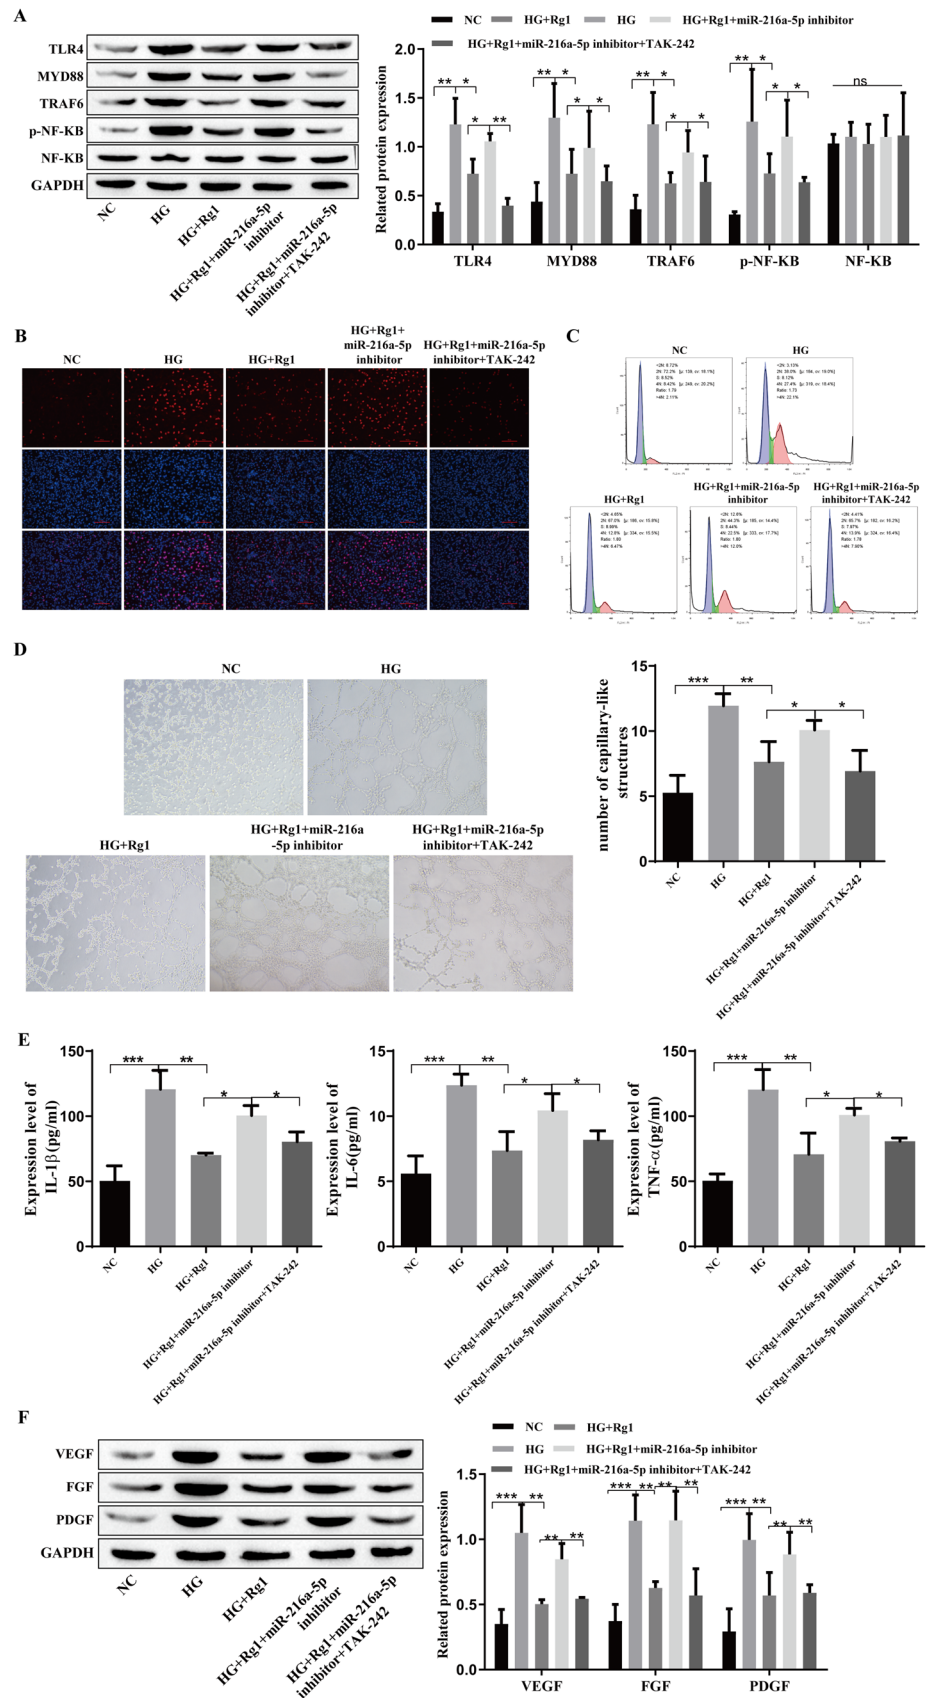 A
TLR4
MYD88
TRAF6
p-NF-KB
NF-KB
GAPDH
NC
HG
HG+Rg1
HG+Rg1+miR-216a-5p
inhibitor
HG+Rg1+miR-216a-5p
inhibitor+TAK-242
NC
HG+Rg1
HG
HG+Rg1+miR-216a-5p inhibitor
HG+Rg1+miR-216a-5p inhibitor+TAK-242
Related protein expression
2.0
1.5
1.0
0.5
0.0
** *
* **
** *
* *
** *
* *
** *
* *
ns
TLR4 MYD88 TRAF6 p-NF-KB NF-KB
B
NC
HG
HG+Rg1
HG+Rg1+
miR-216a-5p
inhibitor
HG+Rg1+miR-216a-5p
inhibitor+TAK-242
C
NC
HG
HG+Rg1
HG+Rg1+miR-216a-5p
inhibitor
HG+Rg1+miR-216a-5p
inhibitor+TAK-242
D
NC
HG
HG+Rg1
HG+Rg1+miR-216a
-5p inhibitor
HG+Rg1+miR-216a-5p
inhibitor+TAK-242
number of capillary-like
structures
15
10
5
0
*** **
* *
NC
HG
HG+Rg1
HG+Rg1+miR-216a-5p inhibitor
HG+Rg1+miR-216a-5p inhibitor+TAK-242
E
Expression level of
IL-1β(pg/ml)
150
100
50
0
*** **
* *
NC
HG
HG+Rg1
HG+Rg1+miR-216a-5p inhibitor
HG+Rg1+miR-216a-5p inhibitor+TAK-242
Expression level of
IL-6(pg/ml)
15
10
5
0
*** **
* *
NC
HG
HG+Rg1
HG+Rg1+miR-216a-5p inhibitor
HG+Rg1+miR-216a-5p inhibitor+TAK-242
Expression level of
TNF-α(pg/ml)
150
100
50
0
*** **
* *
NC
HG
HG+Rg1
HG+Rg1+miR-216a-5p inhibitor
HG+Rg1+miR-216a-5p inhibitor+TAK-242
F
VEGF
FGF
PDGF
GAPDH
NC
HG
HG+Rg1
HG+Rg1+miR-216a-5p
inhibitor
HG+Rg1+miR-216a-5p
inhibitor+TAK-242
NC
HG+Rg1
HG
HG+Rg1+miR-216a-5p inhibitor
HG+Rg1+miR-216a-5p inhibitor+TAK-242
Related protein expression
1.5
1.0
0.5
0.0
*** **
** **
*** **
** **
*** **
** **
VEGF FGF PDGF